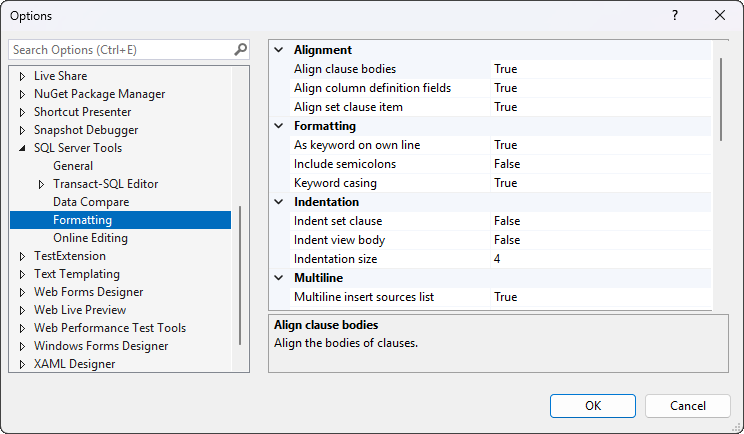 Options
?
Search Options (Ctrl+E)
Live Share
NuGet Package Manager
Shortcut Presenter
Snapshot Debugger
SQL Server Tools
General
Transact-SQL Editor
Data Compare
Formatting
Online Editing
TestExtension
Text Templating
Web Forms Designer
Web Live Preview
Web Performance Test Tools
Windows Forms Designer
XAML Designer
Alignment
Align clause bodies True
Align column definition fields True
Align set clause item True
Formatting
As keyword on own line True
Include semicolons False
Keyword casing True
Indentation
Indent set clause False
Indent view body False
Indentation size 4
Multiline
Multiline insert sources list True
Align clause bodies
Align the bodies of clauses.
OK Cancel